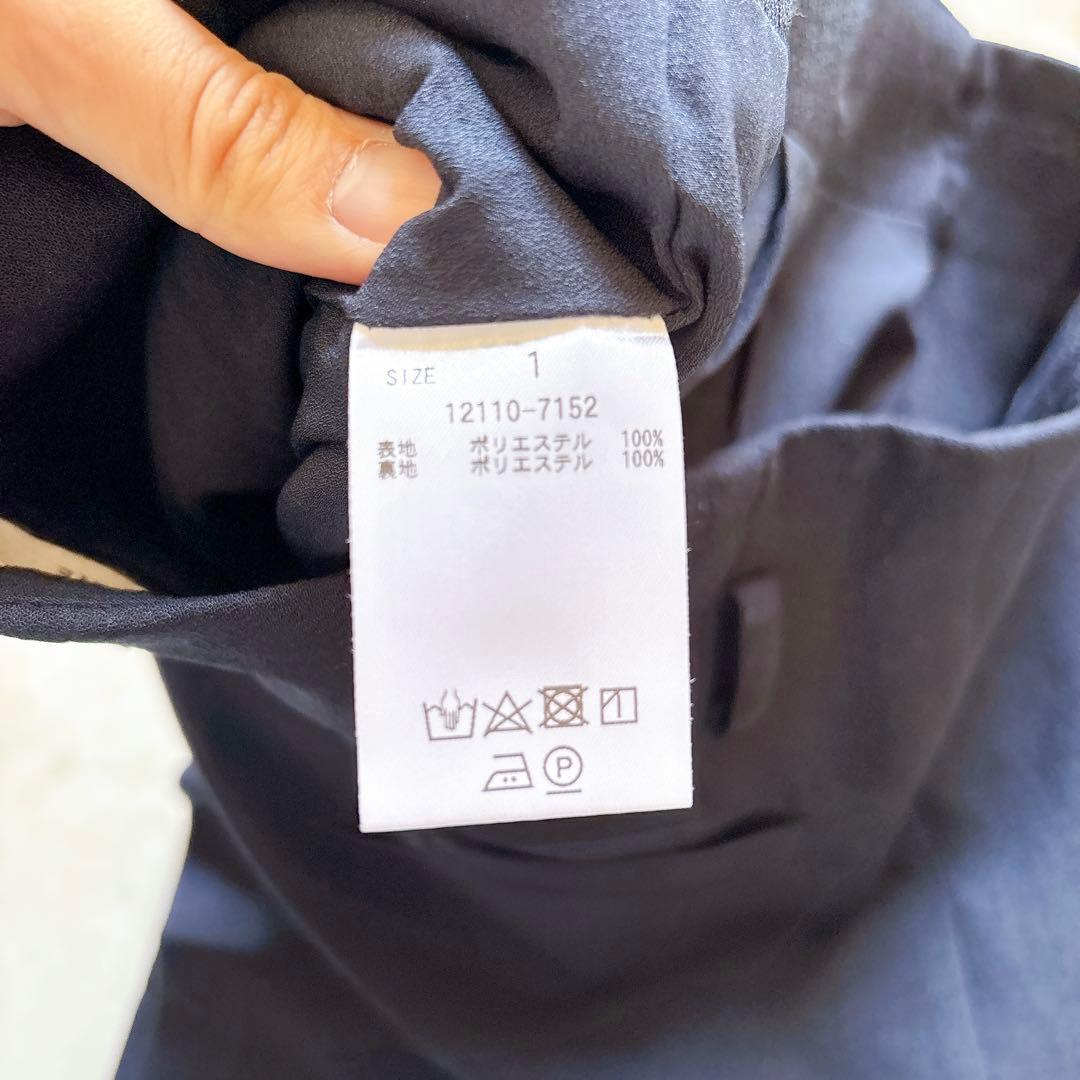 SIZE 1
12110-7152
表地 ポリエステル 100%
裏地 ポリエステル 100%
P